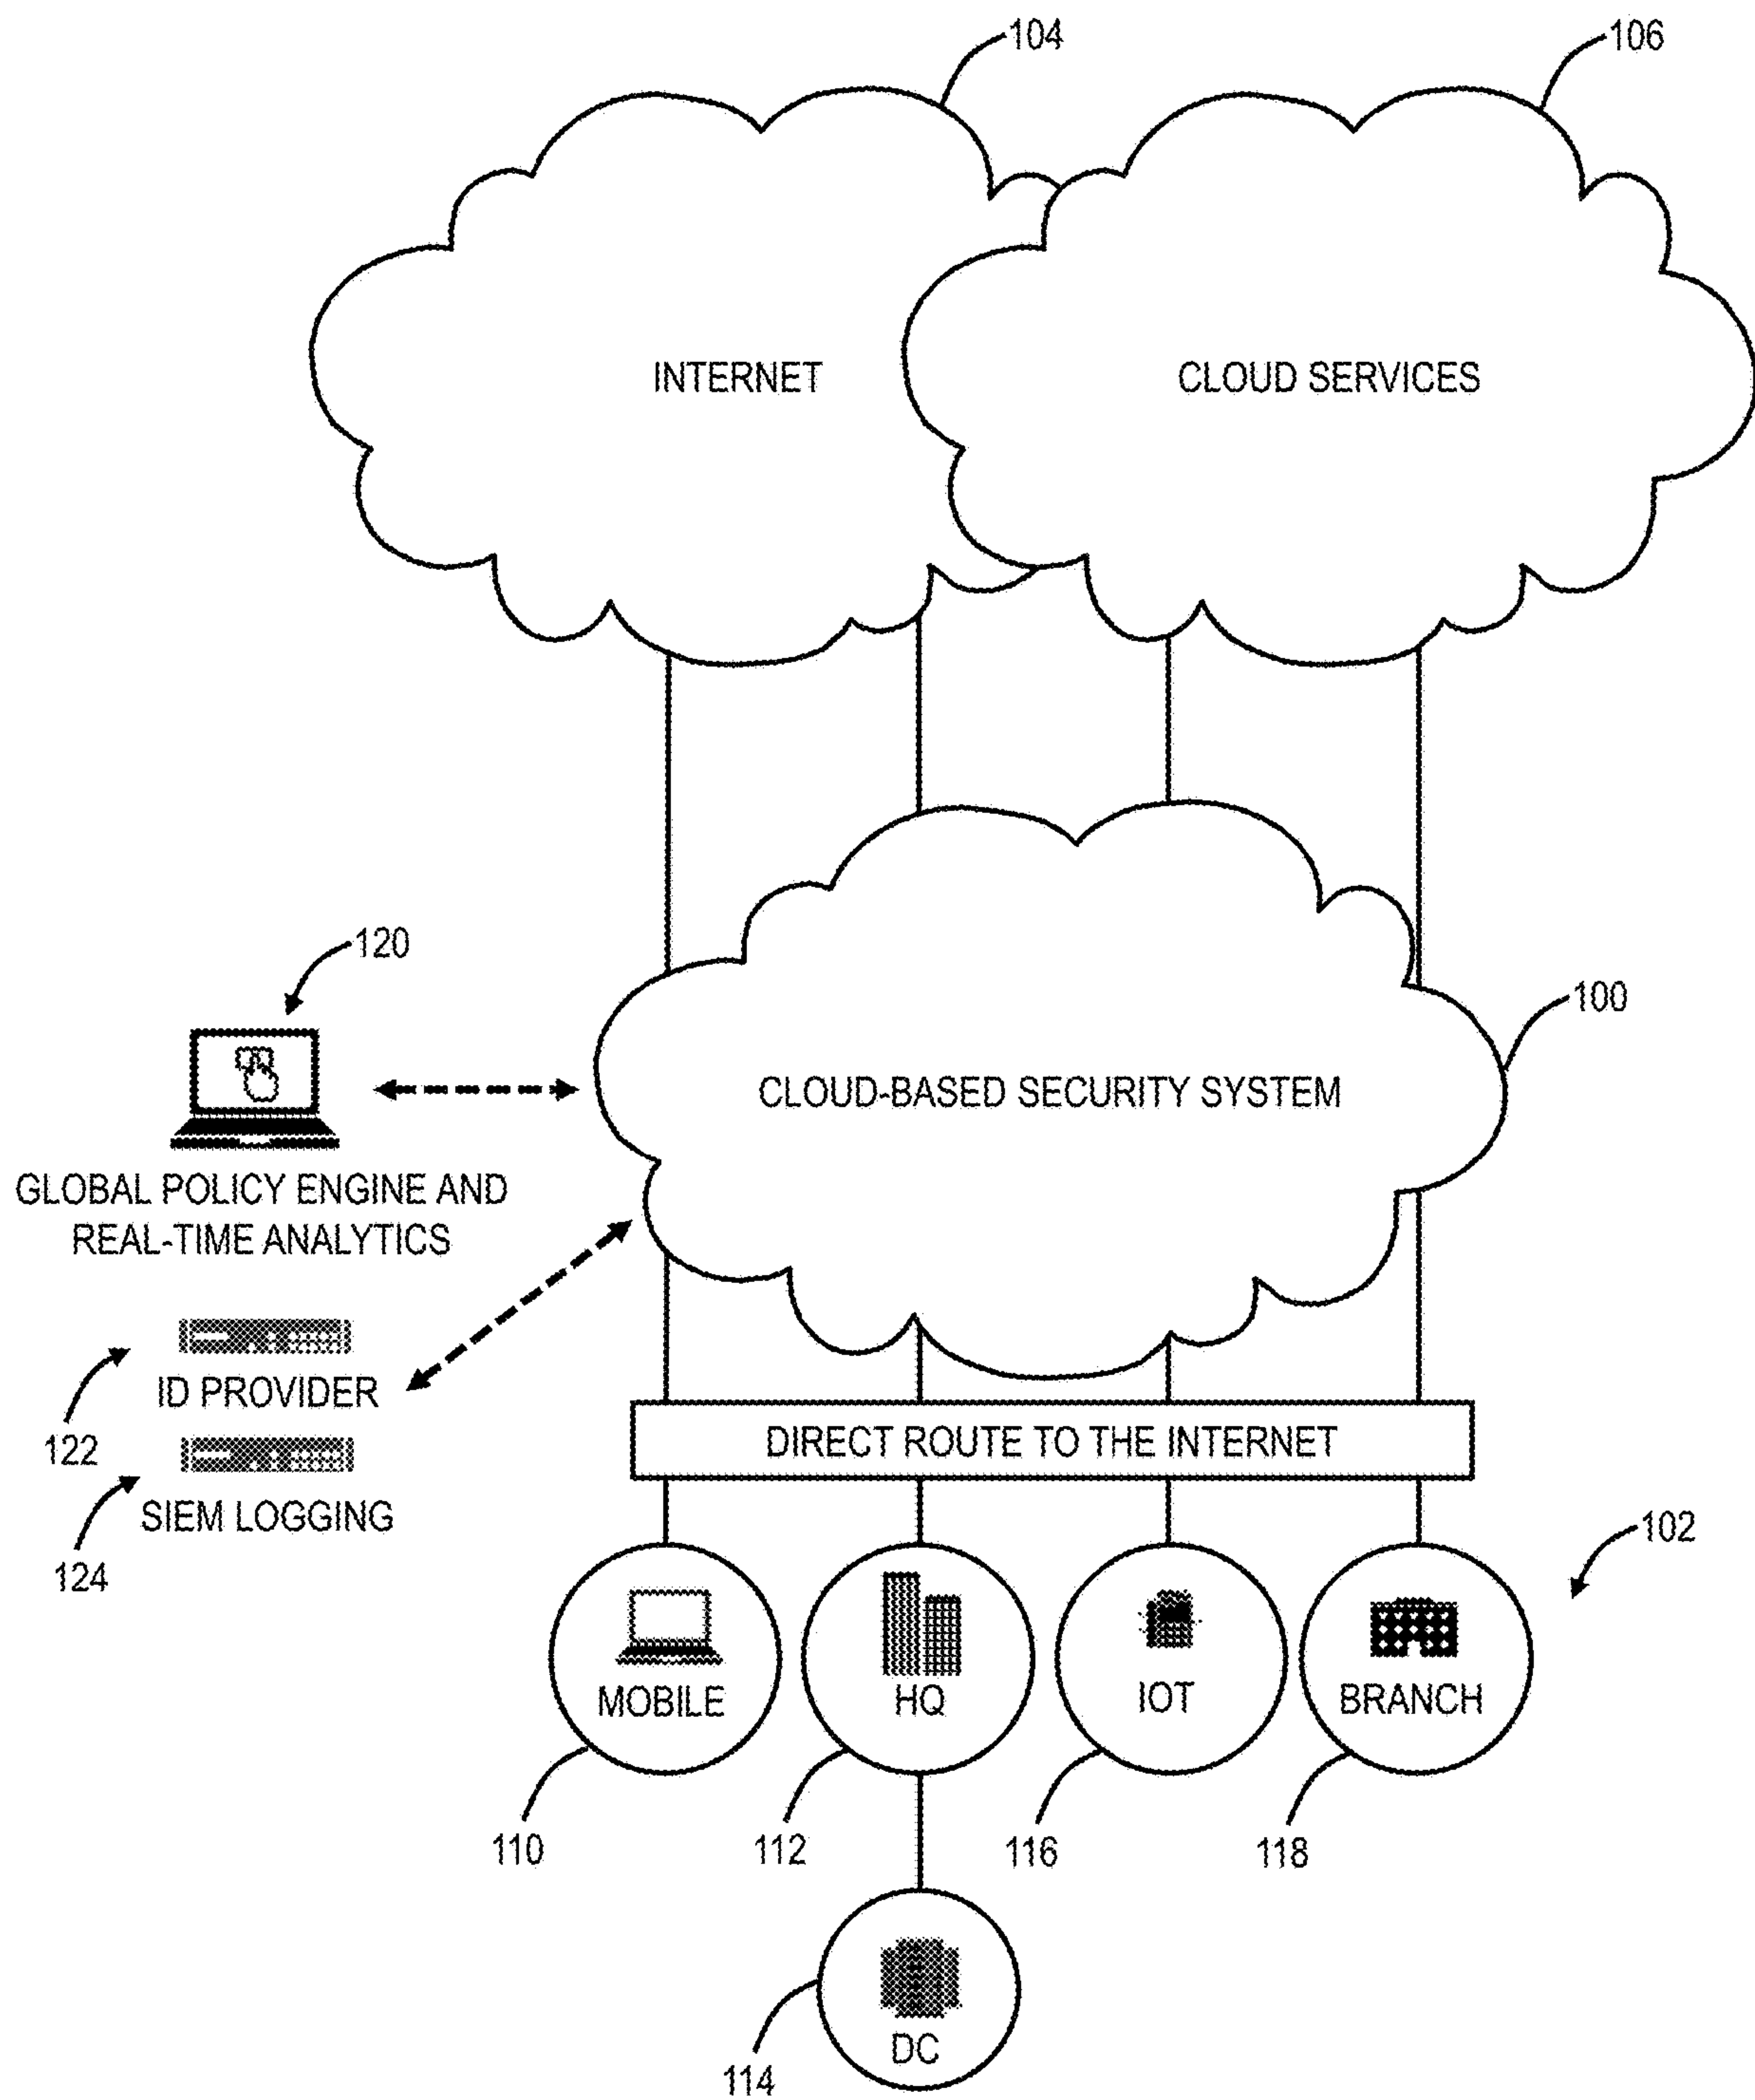 104
106
INTERNET
CLOUD SERVICES
120
100
CLOUD-BASED SECURITY SYSTEM
GLOBAL POLICY ENGINE AND
REAL-TIME ANALYTICS
ID PROVIDER
122
DIRECT ROUTE TO THE INTERNET
SIEM LOGGING
124
102
MOBILE
HQ
IOT
BRANCH
110
112
116
118
DC
114